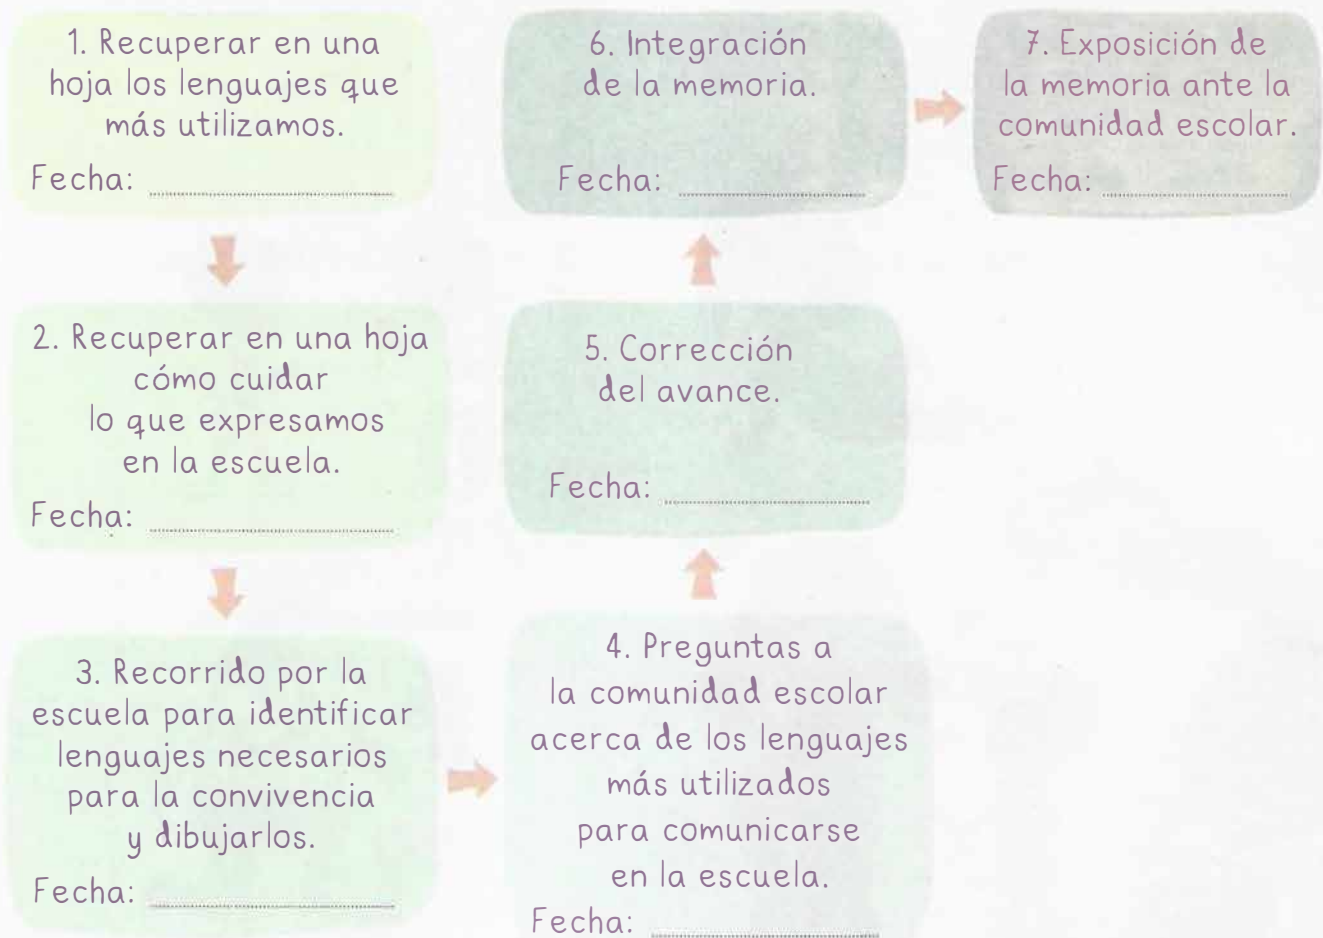 1. Recuperar en una
hoja los lenguajes que
más utilizamos.
Fecha:
2. Recuperar en una hoja
cómo cuidar
lo que expresamos
en la escuela.
Fecha:
3. Recorrido por la
escuela para identificar
lenguajes necesarios
para la convivencia
y dibujarlos.
Fecha:
4. Preguntas a
la comunidad escolar
acerca de los lenguajes
más utilizados
para comunicarse
en la escuela.
Fecha:
5. Corrección
del avance.
Fecha:
6. Integración
de la memoria.
Fecha:
7. Exposición de
la memoria ante la
comunidad escolar.
Fecha: